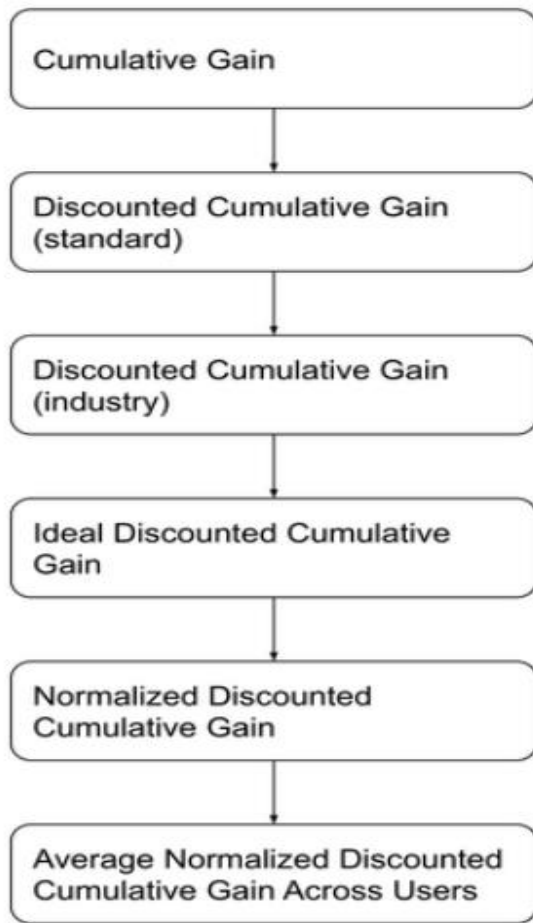 Cumulative Gain
Discounted Cumulative Gain
(standard)
Discounted Cumulative Gain
(industry)
Ideal Discounted Cumulative
Gain
Normalized Discounted
Cumulative Gain
Average Normalized Discounted
Cumulative Gain Across Users